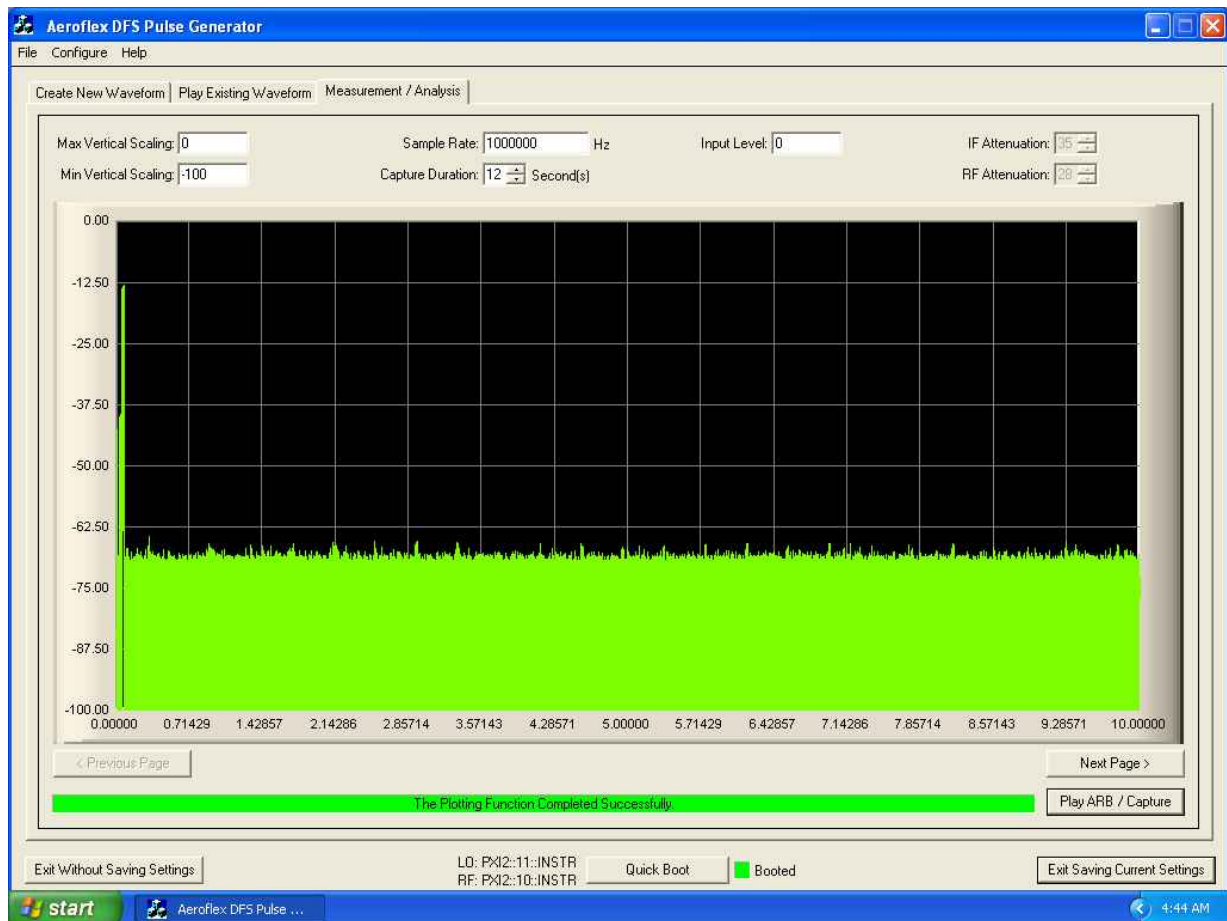 Aeroflex DFS Pulse Generator
File Configure Help
Create New Waveform Play Existing Waveform Measurement / Analysis
Max Vertical Scaling: 0 Sample Rate: 1000000 Hz Input Level: 0 IF Attenuation: 35
Min Vertical Scaling: -100 Capture Duration: 12 Second(s) RF Attenuation: 28
0.00
-12.50
-25.00
-37.50
-50.00
-62.50
-75.00
-87.50
-100.00
0.00000 0.71429 1.42857 2.14286 2.85714 3.57143 4.28571 5.00000 5.71429 6.42857 7.14286 7.85714 8.57143 9.28571 10.00000
< Previous Page Next Page >
The Plotting Function Completed Successfully. Play ARB / Capture
Exit Without Saving Settings LO: PXI2::11::INSTR Quick Boot Booted Exit Saving Current Settings
RF: PXI2::10::INSTR
start Aeroflex DFS Pulse ... 4:44 AM